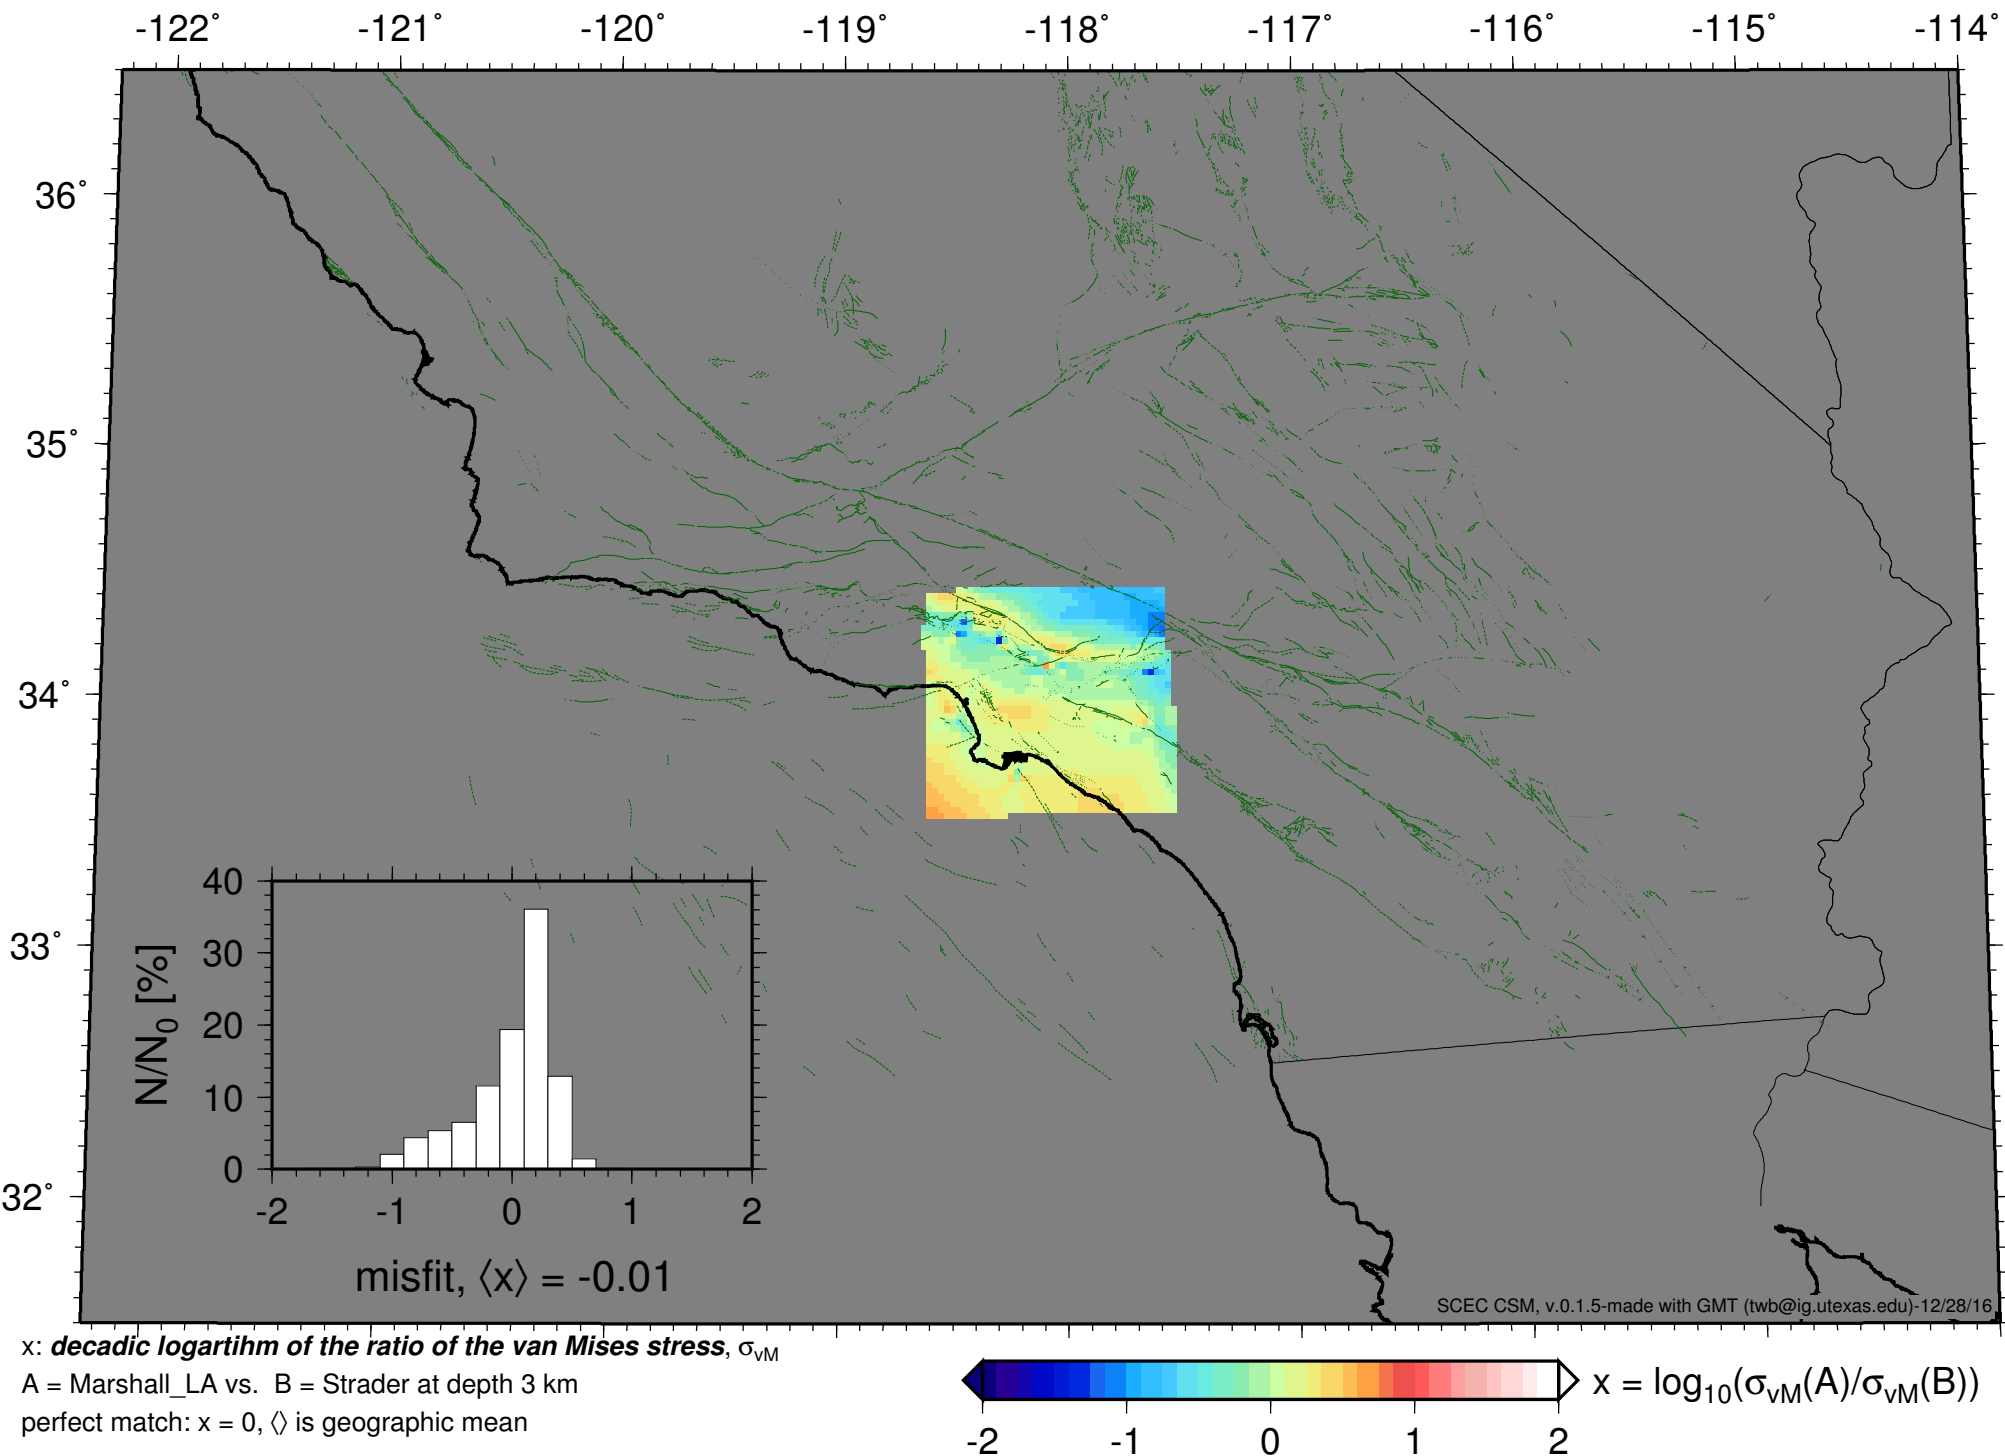 -122° -121° -120° -119° -118° -117° -116° -115° -114°
36°
35°
34°
33°
32°
40
30
20
10
0
N/N0 [%]
-2 -1 0 1 2
misfit, ⟨x⟩ = -0.01
SCEC CSM, v.0.1.5-made with GMT (twb@ig.utexas.edu)-12/28/16
x: decadic logartihm of the ratio of the van Mises stress, σvM
A = Marshall_LA vs. B = Strader at depth 3 km
perfect match: x = 0, ⟨⟩ is geographic mean
x = log10(σvM(A)/σvM(B))
-2 -1 0 1 2